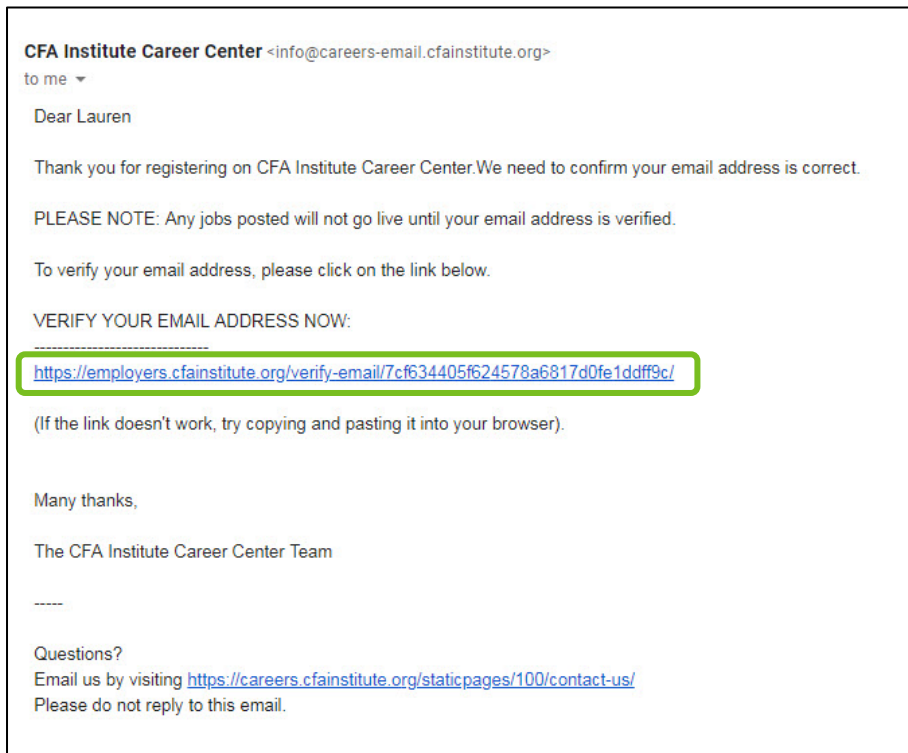 CFA Institute Career Center <info@careers-email.cfainstitute.org>
to me
Dear Lauren
Thank you for registering on CFA Institute Career Center.We need to confirm your email address is correct.
PLEASE NOTE: Any jobs posted will not go live until your email address is verified.
To verify your email address, please click on the link below.
VERIFY YOUR EMAIL ADDRESS NOW:
------------------------------
https://employers.cfainstitute.org/verify-email/7cf634405f624578a6817d0fe1ddff9c/
(If the link doesn't work, try copying and pasting it into your browser).
Many thanks,
The CFA Institute Career Center Team
-----
Questions?
Email us by visiting https://careers.cfainstitute.org/staticpages/100/contact-us/
Please do not reply to this email.